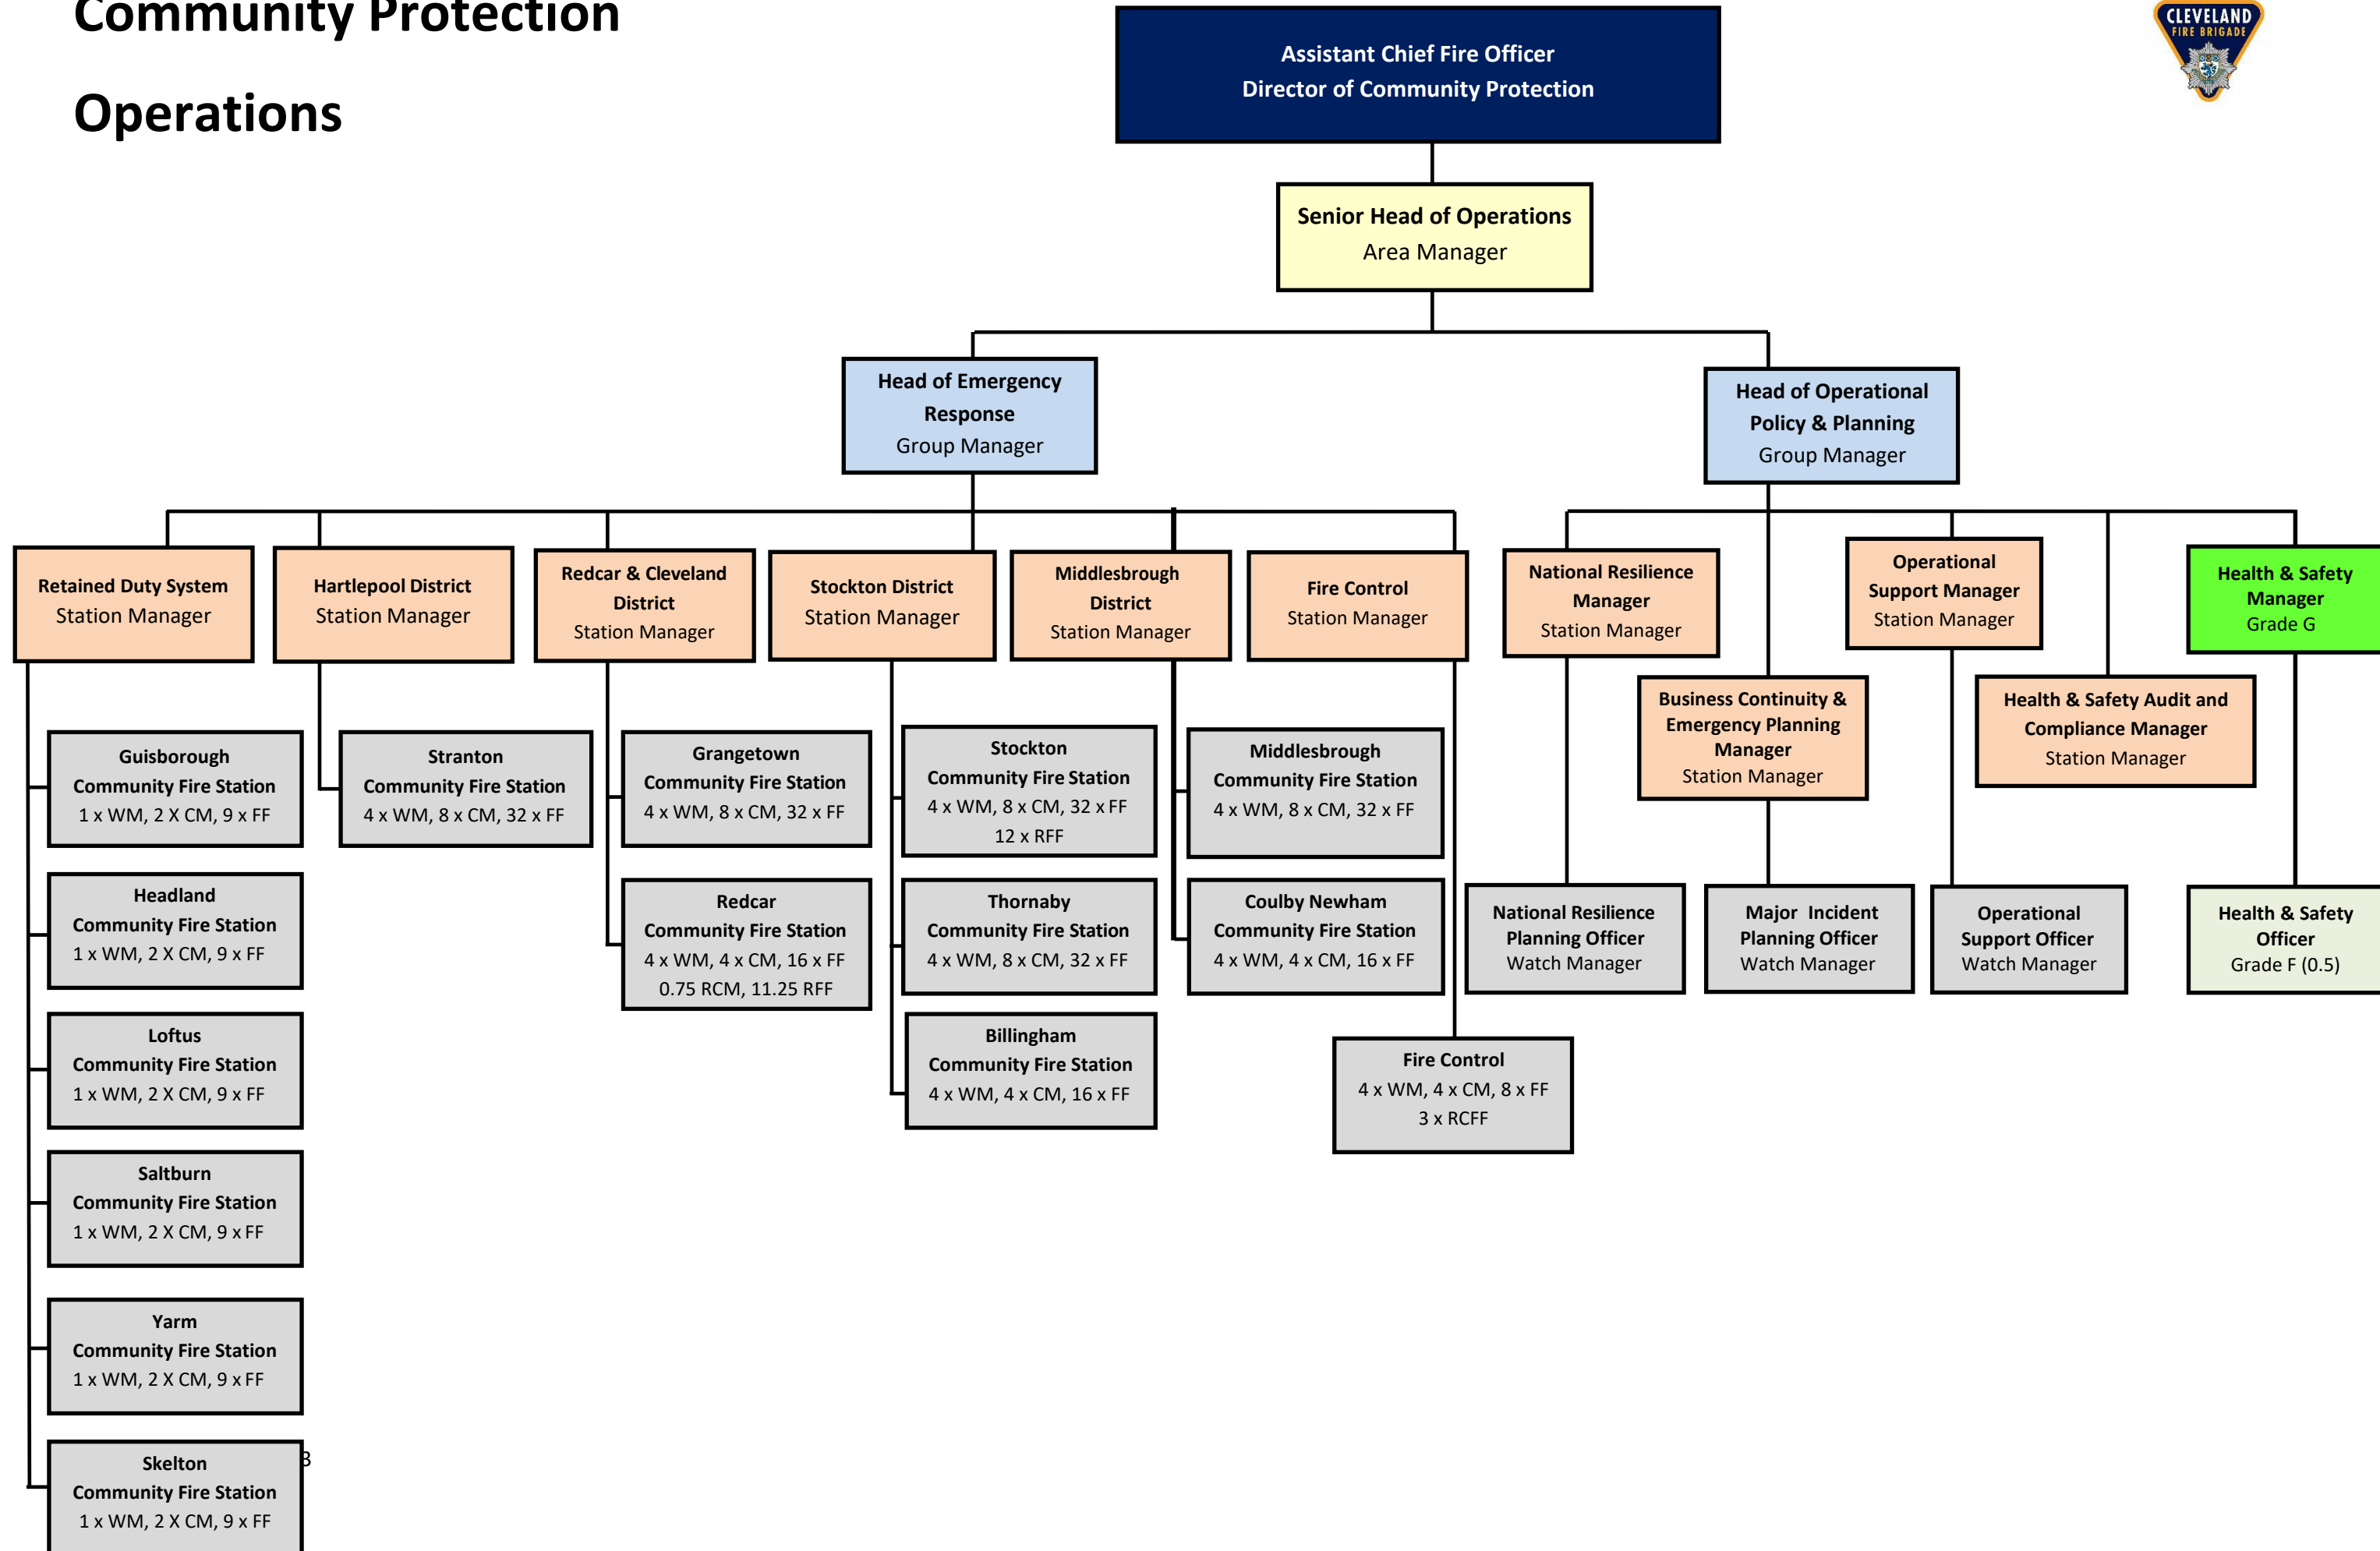 Community Protection
Operations
CLEVELAND
FIRE BRIGADE
Assistant Chief Fire Officer
Director of Community Protection
Senior Head of Operations
Area Manager
Head of Emergency
Response
Group Manager
Head of Operational
Policy & Planning
Group Manager
Retained Duty System
Station Manager
Hartlepool District
Station Manager
Redcar & Cleveland
District
Station Manager
Stockton District
Station Manager
Middlesbrough
District
Station Manager
Fire Control
Station Manager
National Resilience
Manager
Station Manager
Business Continuity &
Emergency Planning
Manager
Station Manager
Operational
Support Manager
Station Manager
Health & Safety Audit and
Compliance Manager
Station Manager
Health & Safety
Manager
Grade G
Guisborough
Community Fire Station
1 x WM, 2 X CM, 9 x FF
Headland
Community Fire Station
1 x WM, 2 X CM, 9 x FF
Loftus
Community Fire Station
1 x WM, 2 X CM, 9 x FF
Saltburn
Community Fire Station
1 x WM, 2 X CM, 9 x FF
Yarm
Community Fire Station
1 x WM, 2 X CM, 9 x FF
Skelton
Community Fire Station
1 x WM, 2 X CM, 9 x FF
3
Stranton
Community Fire Station
4 x WM, 8 x CM, 32 x FF
Grangetown
Community Fire Station
4 x WM, 8 x CM, 32 x FF
Redcar
Community Fire Station
4 x WM, 4 x CM, 16 x FF
0.75 RCM, 11.25 RFF
Stockton
Community Fire Station
4 x WM, 8 x CM, 32 x FF
12 x RFF
Thornaby
Community Fire Station
4 x WM, 8 x CM, 32 x FF
Billingham
Community Fire Station
4 x WM, 4 x CM, 16 x FF
Middlesbrough
Community Fire Station
4 x WM, 8 x CM, 32 x FF
Coulby Newham
Community Fire Station
4 x WM, 4 x CM, 16 x FF
Fire Control
4 x WM, 4 x CM, 8 x FF
3 x RCFF
National Resilience
Planning Officer
Watch Manager
Major Incident
Planning Officer
Watch Manager
Operational
Support Officer
Watch Manager
Health & Safety
Officer
Grade F (0.5)